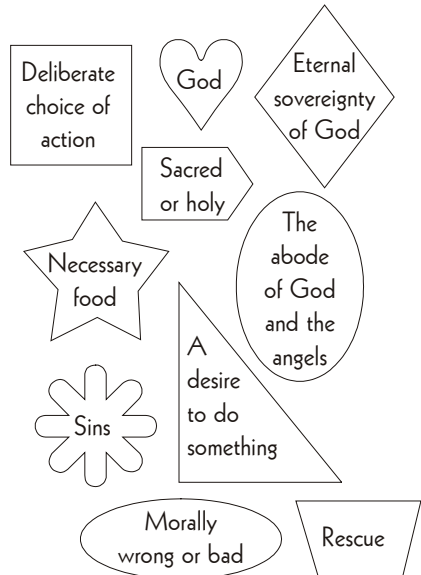 Deliberate
choice of
action
God
Eternal
sovereignty
of God
Sacred
or holy
The
abode
of God
and the
angels
Necessary
food
A
desire
to do
something
Sins
Morally
wrong or bad
Rescue